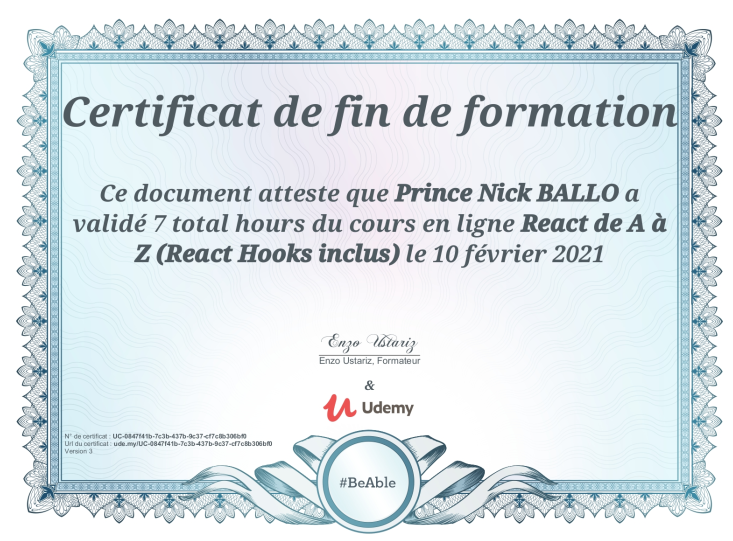 Certificat de fin de formation
Ce document atteste que Prince Nick BALLO a
validé 7 total hours du cours en ligne React de A à
Z (React Hooks inclus) le 10 février 2021
Enzo Ustariz
Enzo Ustariz, Formateur
&
Udemy
N° de certificat : UC-0847f41b-7c3b-437b-9c37-cf7c8b306bf0
Url du certificat : ude.my/UC-0847f41b-7c3b-437b-9c37-cf7c8b306bf0
Version 3
#BeAble